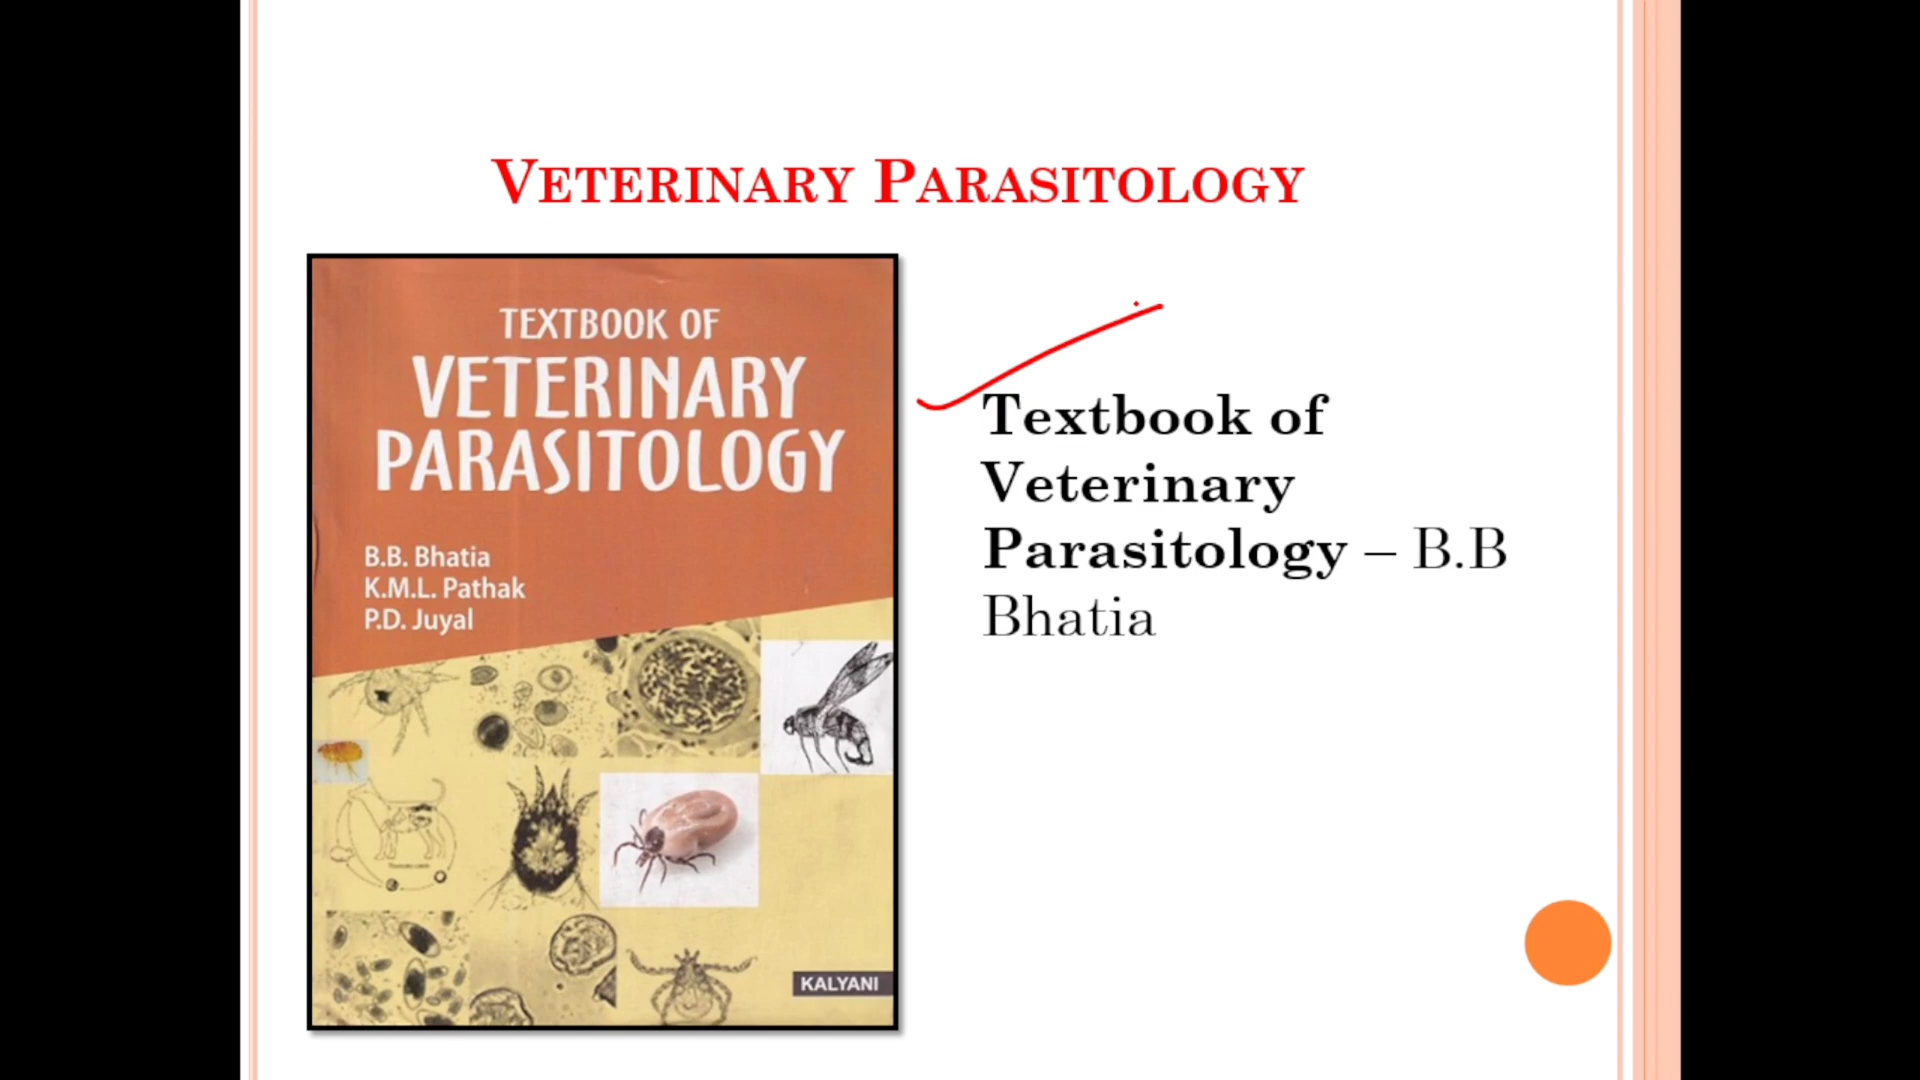 VETERINARY PARASITOLOGY
TEXTBOOK OF
VETERINARY
PARASITOLOGY
B.B. Bhatia
K.M.L. Pathak
P.D. Juyal
KALYANI
Textbook of
Veterinary
Parasitology – B.B
Bhatia